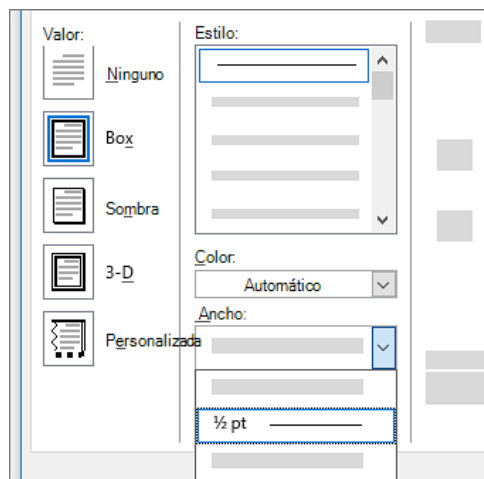 Valor:
Ninguno
Box
Sombra
3-D
Personalizada
Estilo:
Color:
Automático
Ancho:
½ pt